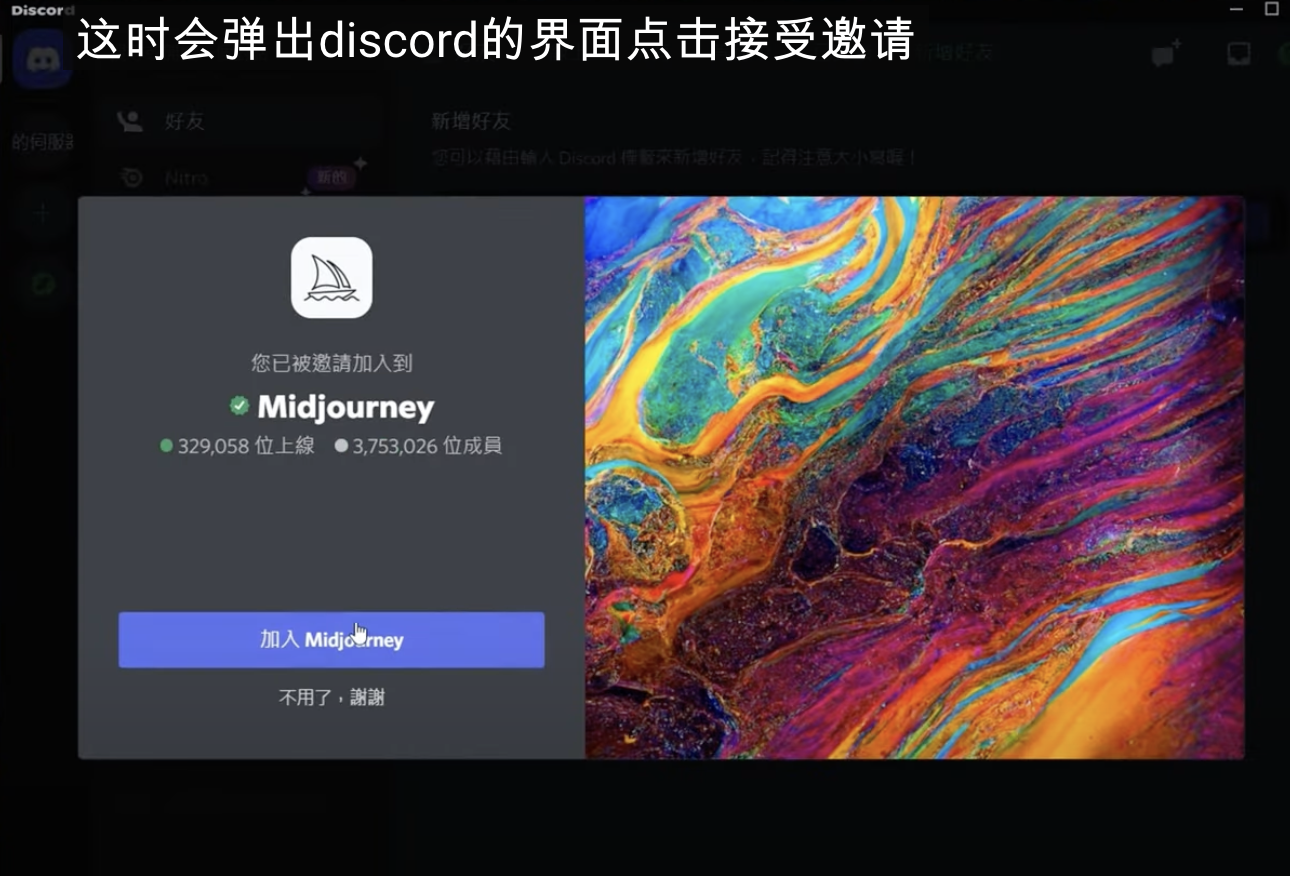 Discord
这时会弹出discord的界面点击接受邀请
新增好友
好友
新增好友
的伺服器
您可以藉由輸入 Discord 標籤來新增好友，記得注意大小寫喔！
Nitro
新的
您已被邀請加入到
Midjourney
329,058 位上線 3,753,026 位成員
加入 Midjourney
不用了，謝謝